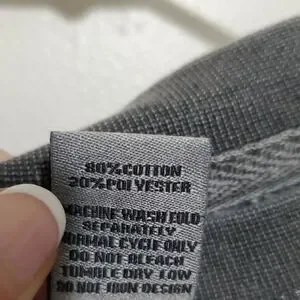 80%COTTON
20%POLYESTER
MACHINE WASH FOLD
SEPARATELY
NORMAL CYCLE ONLY
DO NOT BLEACH
TUMBLE DRY LOW
DO NOT IRON DESIGN